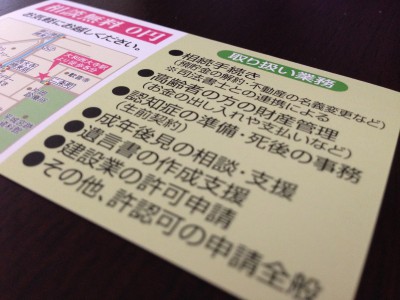 相談無料 0円
お気軽にお越しください。
取り扱い業務
●相続手続き
(預貯金の解約・不動産の名義変更など)
※司法書士との連携による
●高齢者の方の財産管理
(お金の出し入れや支払いなど)
●認知症の準備・死後の事務
(生前契約)
●成年後見の相談・支援
●遺言書の作成支援
●建設業の許可申請
●その他、許認可の申請全般